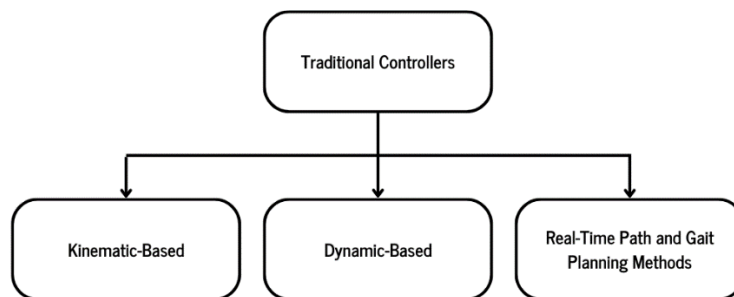 Traditional Controllers
Kinematic-Based
Dynamic-Based
Real-Time Path and Gait
Planning Methods